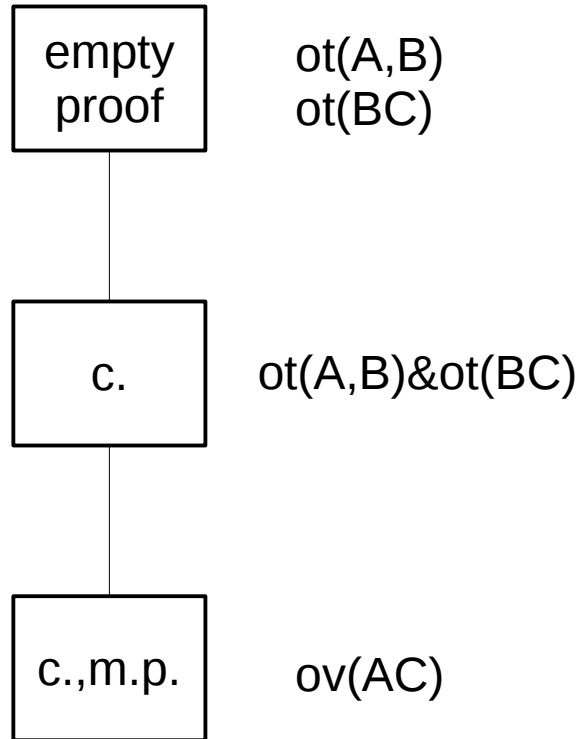 empty
proof
ot(A,B)
ot(BC)
c.
ot(A,B)&ot(BC)
c.,m.p.
ov(AC)